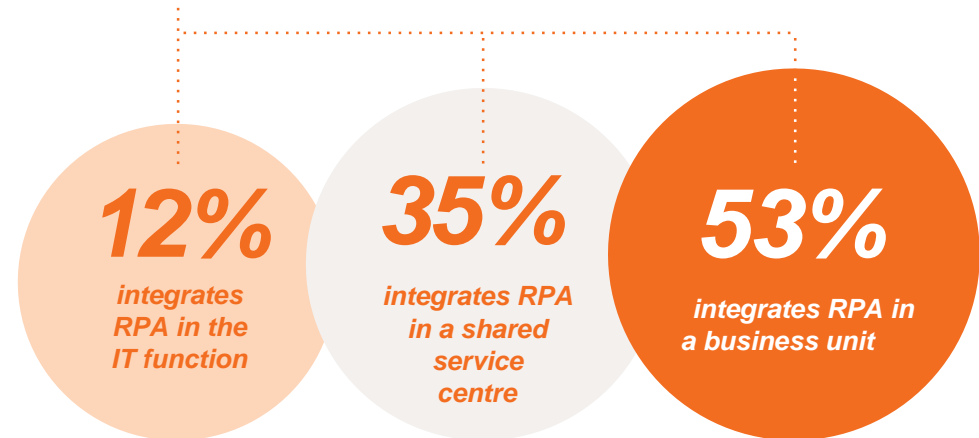 12%
integrates
RPA in the
IT function
35%
integrates RPA
in a shared
service
centre
53%
integrates RPA in
a business unit